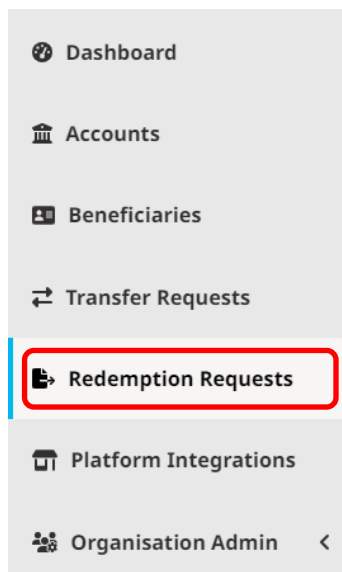 Dashboard
Accounts
Beneficiaries
Transfer Requests
Redemption Requests
Platform Integrations
Organisation Admin